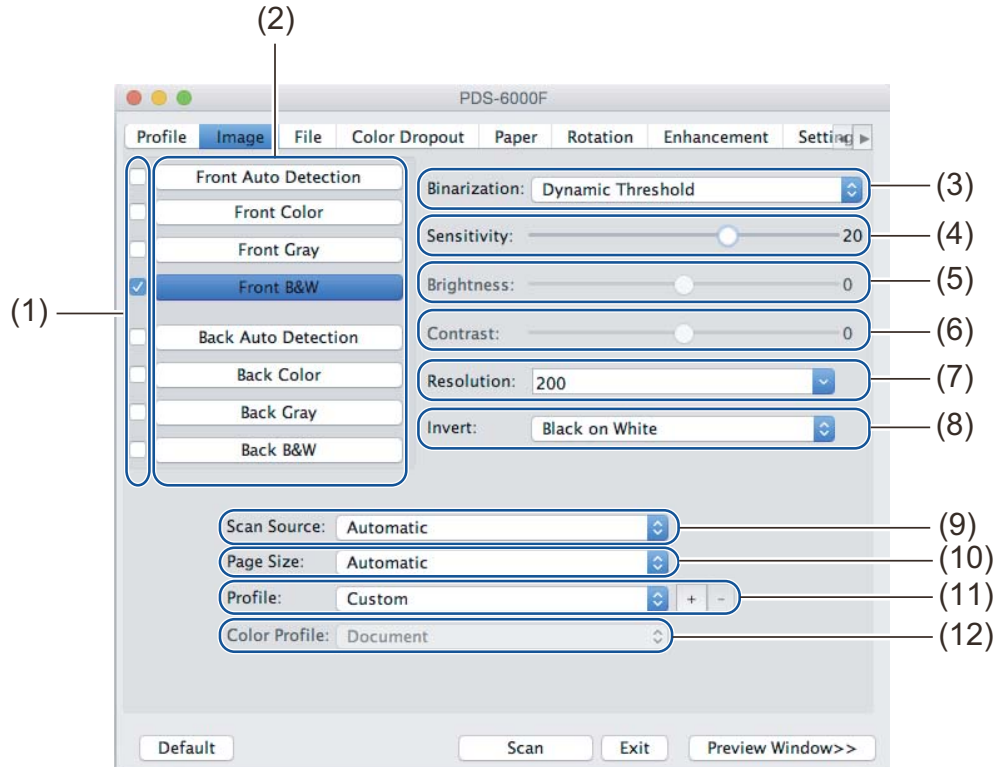 (2)
PDS-6000F
Profile Image File Color Dropout Paper Rotation Enhancement Setting
Front Auto Detection
Binarization: Dynamic Threshold
(3)
Front Color
Sensitivity: 20
(4)
Front Gray
(1)
Front B&W
Brightness: 0
(5)
Back Auto Detection
Contrast: 0
(6)
Back Color
Resolution: 200
(7)
Back Gray
Invert: Black on White
(8)
Back B&W
Scan Source: Automatic
(9)
Page Size: Automatic
(10)
Profile: Custom + -
(11)
Color Profile: Document
(12)
Default Scan Exit Preview Window>>